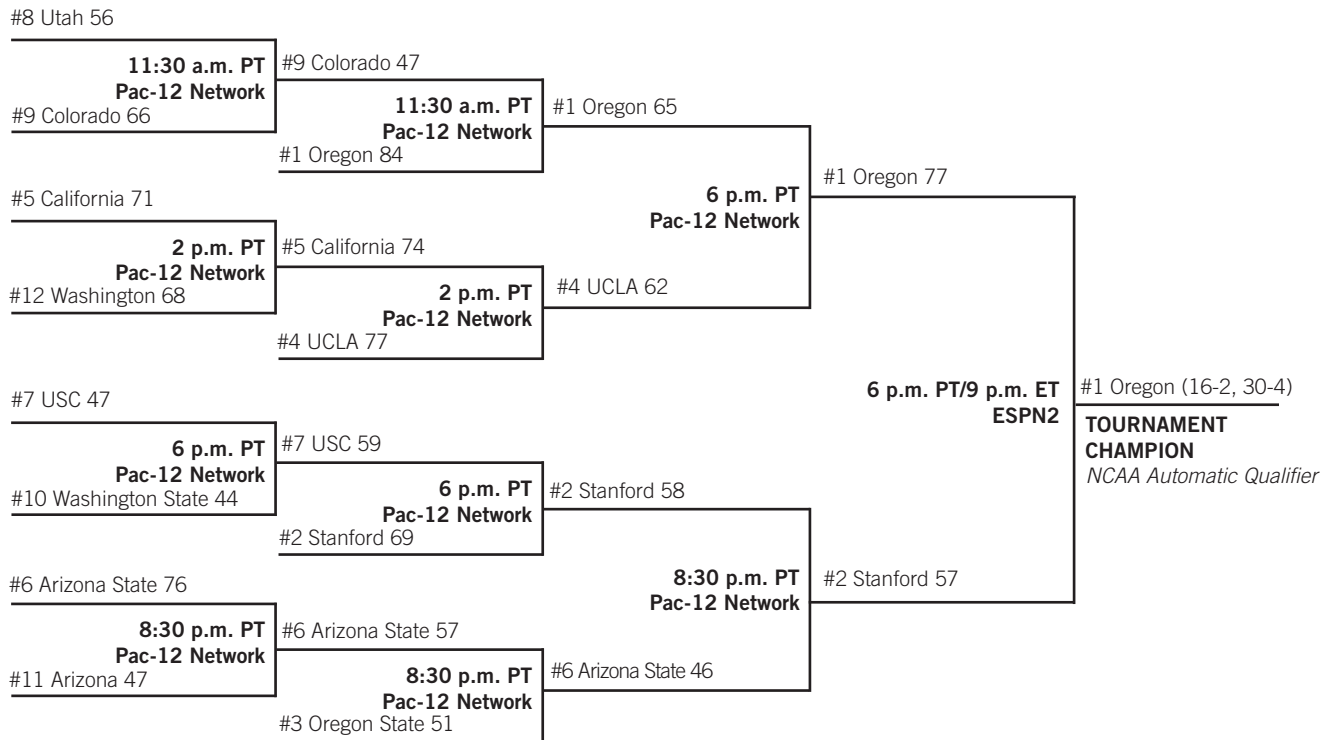 #8 Utah 56
11:30 a.m. PT
Pac-12 Network
#9 Colorado 66
#5 California 71
2 p.m. PT
Pac-12 Network
#12 Washington 68
#7 USC 47
6 p.m. PT
Pac-12 Network
#10 Washington State 44
#6 Arizona State 76
8:30 p.m. PT
Pac-12 Network
#11 Arizona 47
#9 Colorado 47
11:30 a.m. PT
Pac-12 Network
#1 Oregon 84
#5 California 74
2 p.m. PT
Pac-12 Network
#4 UCLA 77
#7 USC 59
6 p.m. PT
Pac-12 Network
#2 Stanford 69
#6 Arizona State 57
8:30 p.m. PT
Pac-12 Network
#3 Oregon State 51
#1 Oregon 65
6 p.m. PT
Pac-12 Network
#4 UCLA 62
#2 Stanford 58
8:30 p.m. PT
Pac-12 Network
#6 Arizona State 46
#1 Oregon 77
6 p.m. PT/9 p.m. ET
ESPN2
#2 Stanford 57
#1 Oregon (16-2, 30-4)
TOURNAMENT
CHAMPION
NCAA Automatic Qualifier